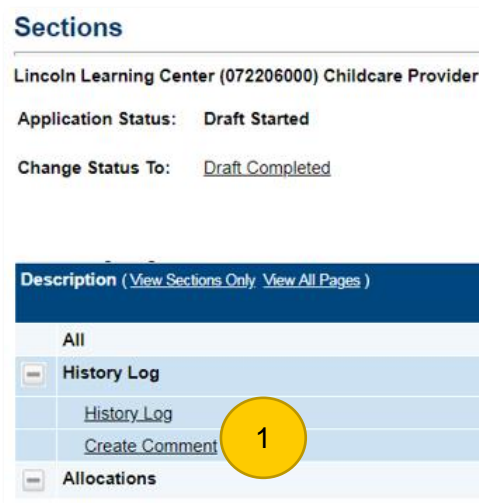 Sections
Lincoln Learning Center (072206000) Childcare Provider
Application Status: Draft Started
Change Status To: Draft Completed
Description ( View Sections Only View All Pages )
All
History Log
History Log
Create Comment 1
Allocations